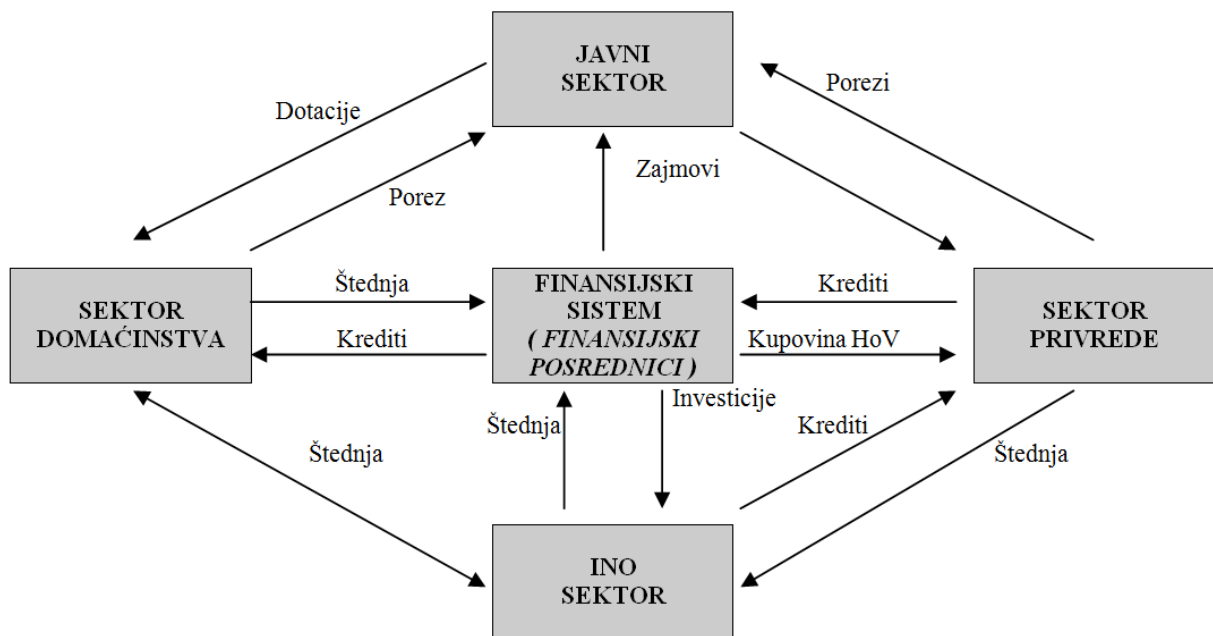 JAVNI
SEKTOR
Porezi
Dotacije
Zajmovi
Porez
SEKTOR
DOMAĆINSTVA
Štednja
Krediti
FINANSIJSKI
SISTEM
( FINANSIJSKI
POSREDNICI )
Krediti
Kupovina HoV
SEKTOR
PRIVREDE
Investicije
Štednja
Krediti
Štednja
Štednja
INO
SEKTOR